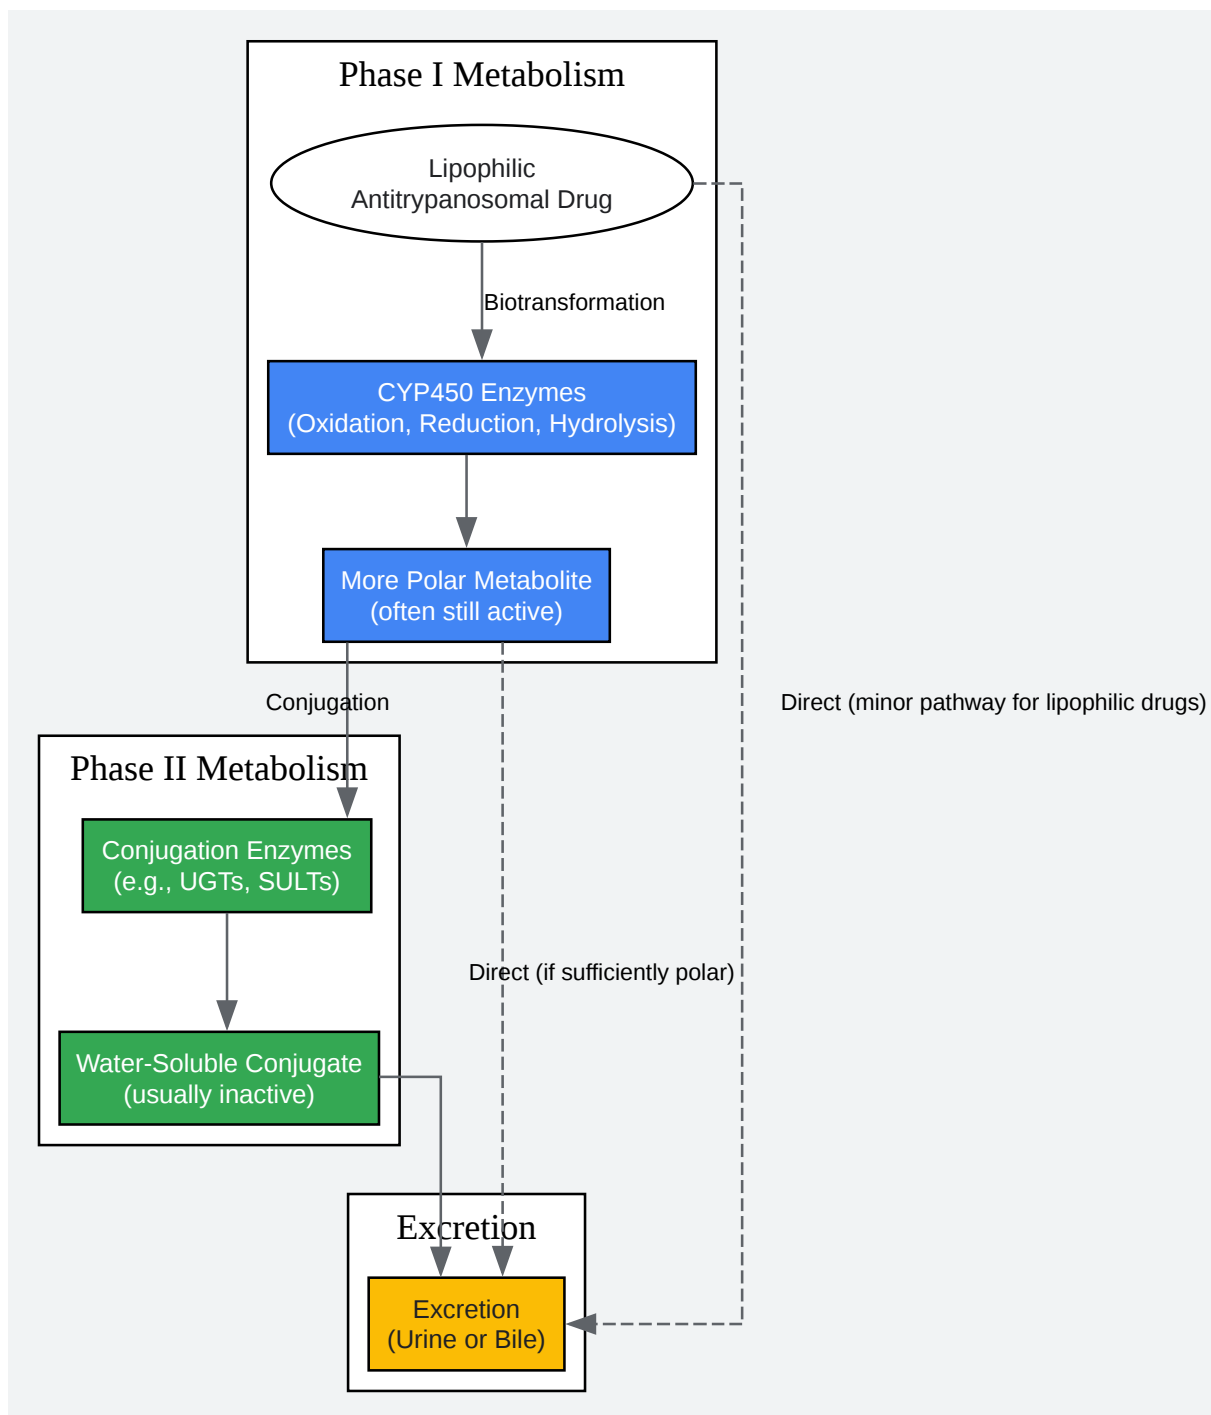 Phase I Metabolism
Lipophilic
Antitrypanosomal Drug
Biotransformation
CYP450 Enzymes
(Oxidation, Reduction, Hydrolysis)
More Polar Metabolite
(often still active)
Conjugation
Direct (minor pathway for lipophilic drugs)
Phase II Metabolism
Conjugation Enzymes
(e.g., UGTs, SULTs)
Direct (if sufficiently polar)
Water-Soluble Conjugate
(usually inactive)
Excretion
Excretion
(Urine or Bile)